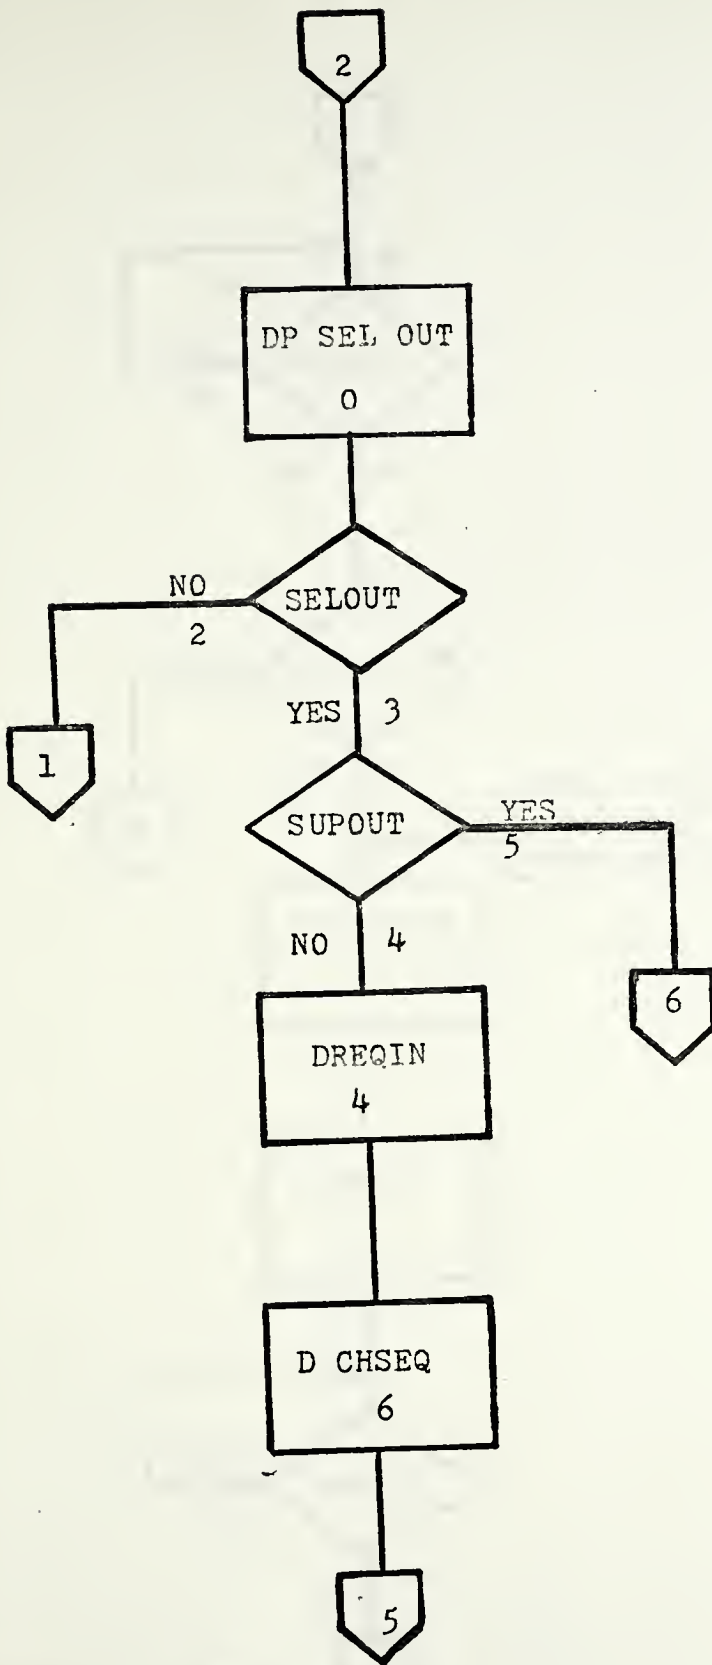 2
DP SEL OUT
0
NO
2
SELOUT
1
YES 3
SUPOUT
YES
5
NO 4
6
DREQIN
4
D CHSEQ
6
5